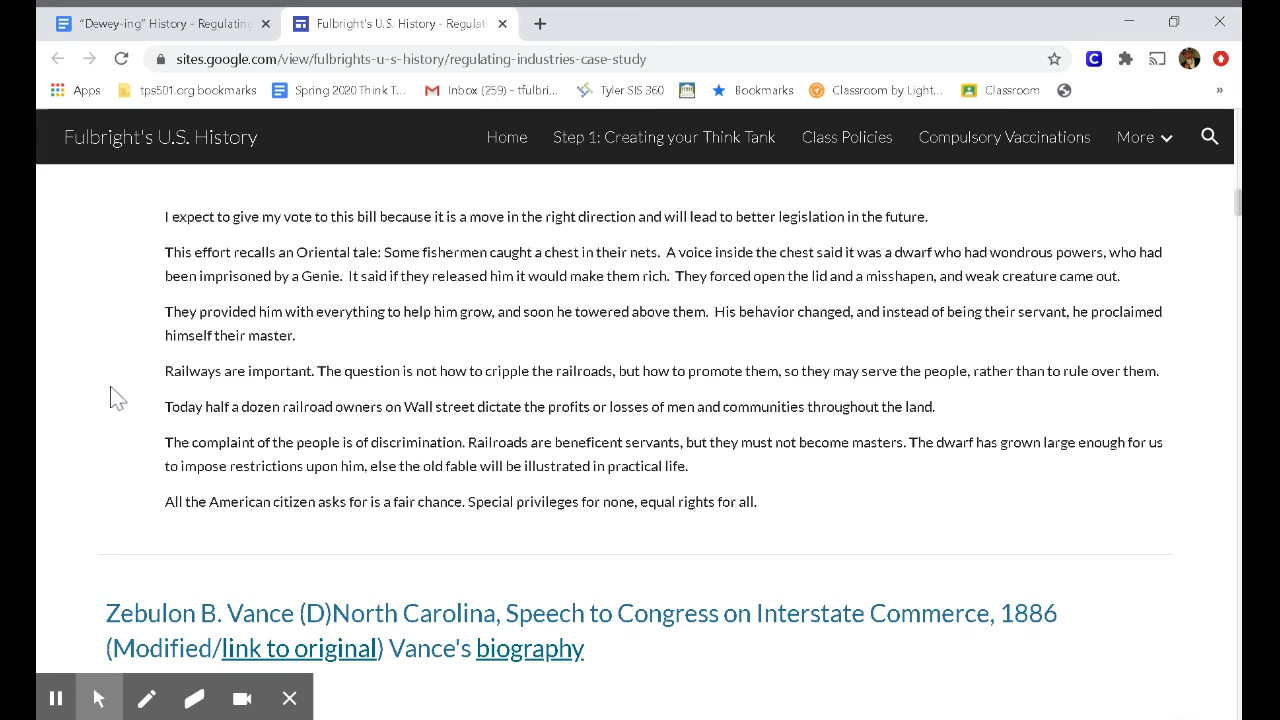 "Dewey-ing" History - Regulating
Fulbright's U.S. History - Regulati
sites.google.com/view/fulbrights-u-s-history/regulating-industries-case-study
Apps
tps501.org bookmarks
Spring 2020 Think T...
Inbox (259) - tfulbri...
Tyler SIS 360
Bookmarks
Classroom by Light...
Classroom
»
Fulbright's U.S. History
Home
Step 1: Creating your Think Tank
Class Policies
Compulsory Vaccinations
More
I expect to give my vote to this bill because it is a move in the right direction and will lead to better legislation in the future.
This effort recalls an Oriental tale: Some fishermen caught a chest in their nets. A voice inside the chest said it was a dwarf who had wondrous powers, who had
been imprisoned by a Genie. It said if they released him it would make them rich. They forced open the lid and a misshapen, and weak creature came out.
They provided him with everything to help him grow, and soon he towered above them. His behavior changed, and instead of being their servant, he proclaimed
himself their master.
Railways are important. The question is not how to cripple the railroads, but how to promote them, so they may serve the people, rather than to rule over them.
Today half a dozen railroad owners on Wall street dictate the profits or losses of men and communities throughout the land.
The complaint of the people is of discrimination. Railroads are beneficent servants, but they must not become masters. The dwarf has grown large enough for us
to impose restrictions upon him, else the old fable will be illustrated in practical life.
All the American citizen asks for is a fair chance. Special privileges for none, equal rights for all.
Zebulon B. Vance (D)North Carolina, Speech to Congress on Interstate Commerce, 1886
(Modified/link to original) Vance's biography